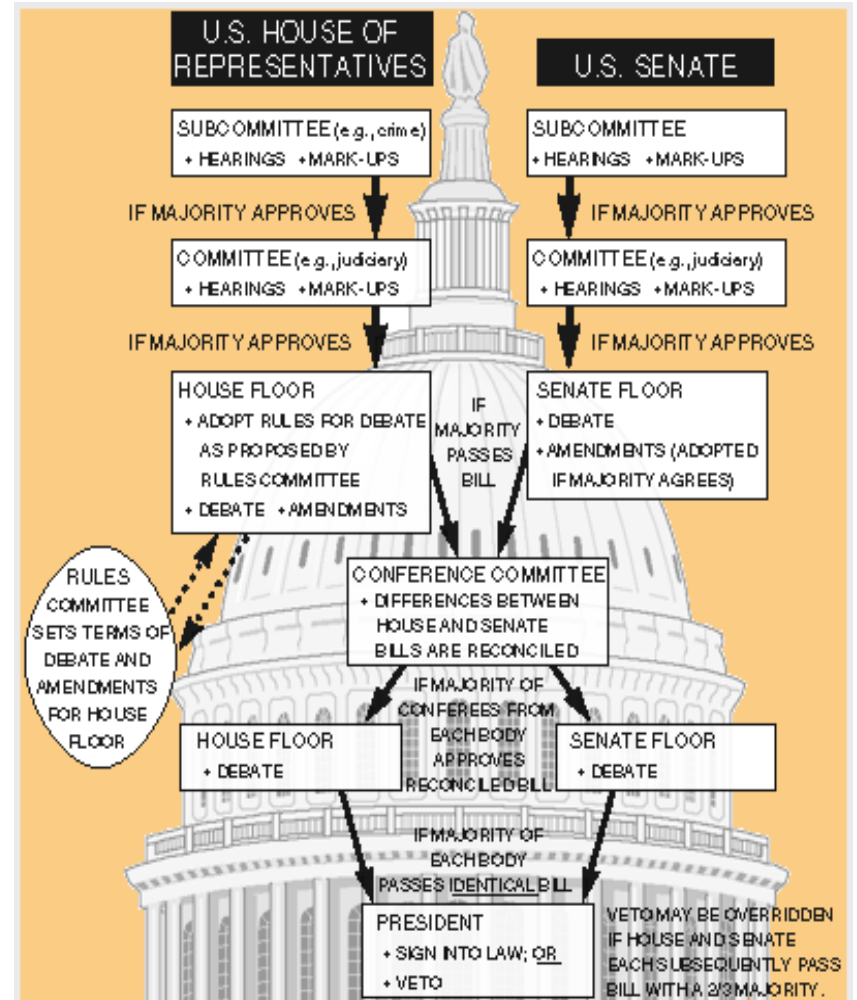 U.S. HOUSE OF
REPRESENTATIVES
U.S. SENATE
SUBCOMMITTEE (e.g., crime)
+ HEARINGS +MARK-UPS
SUBCOMMITTEE
+ HEARINGS +MARK-UPS
IF MAJORITY APPROVES
IF MAJORITY APPROVES
COMMITTEE (e.g., judiciary)
+ HEARINGS +MARK-UPS
COMMITTEE (e.g., judiciary)
+ HEARINGS +MARK-UPS
IF MAJORITY APPROVES
IF MAJORITY APPROVES
HOUSE FLOOR
+ ADOPT RULES FOR DEBATE
AS PROPOSED BY
RULES COMMITTEE
+ DEBATE +AMENDMENTS
IF
MAJORITY
PASSES
BILL
SENATE FLOOR
+ DEBATE
+ AMENDMENTS (ADOPTED
IF MAJORITY AGREES)
RULES
COMMITTEE
SETS TERMS OF
DEBATE AND
AMENDMENTS
FOR HOUSE
FLOOR
CONFERENCE COMMITTEE
+ DIFFERENCES BETWEEN
HOUSE AND SENATE
BILLS ARE RECONCILED
IF MAJORITY OF
CONFEREES FROM
EACH BODY
APPROVES
RECONCILED BILL
HOUSE FLOOR
+ DEBATE
SENATE FLOOR
+ DEBATE
IF MAJORITY OF
EACH BODY
PASSES IDENTICAL BILL
PRESIDENT
+ SIGN INTO LAW; OR
+ VETO
VETO MAY BE OVERRIDDEN
IF HOUSE AND SENATE
EACH SUBSEQUENTLY PASS
BILL WITH A 2/3 MAJORITY.